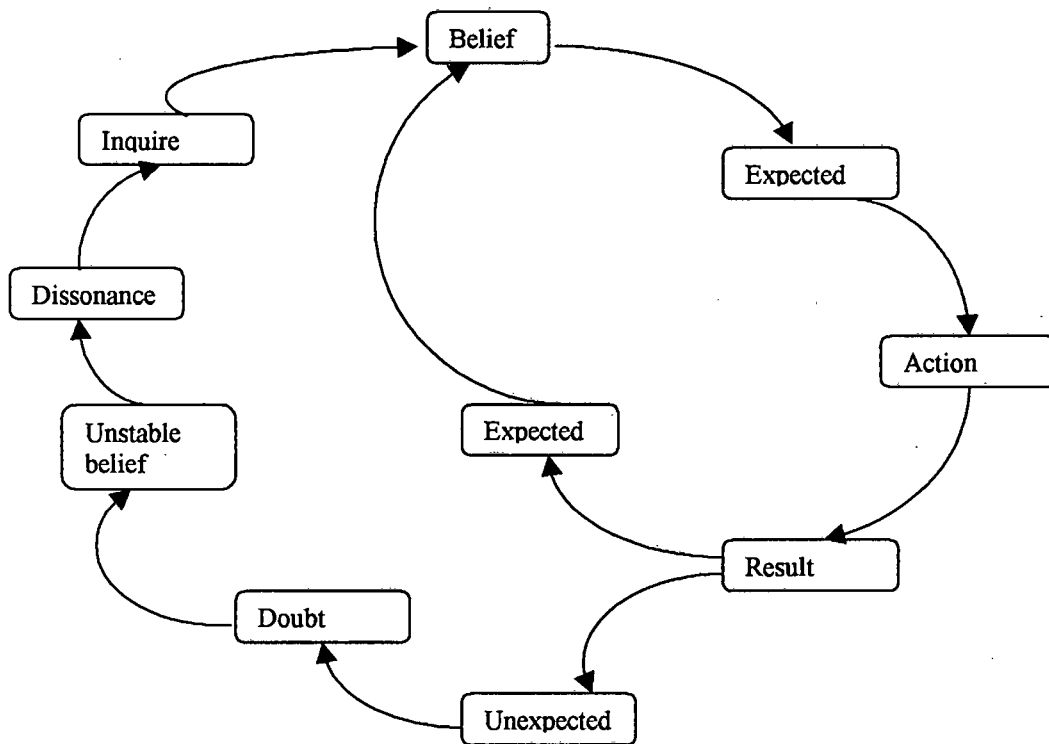 Belief
Inquire
Expected
Dissonance
Action
Unstable
belief
Expected
Result
Doubt
Unexpected